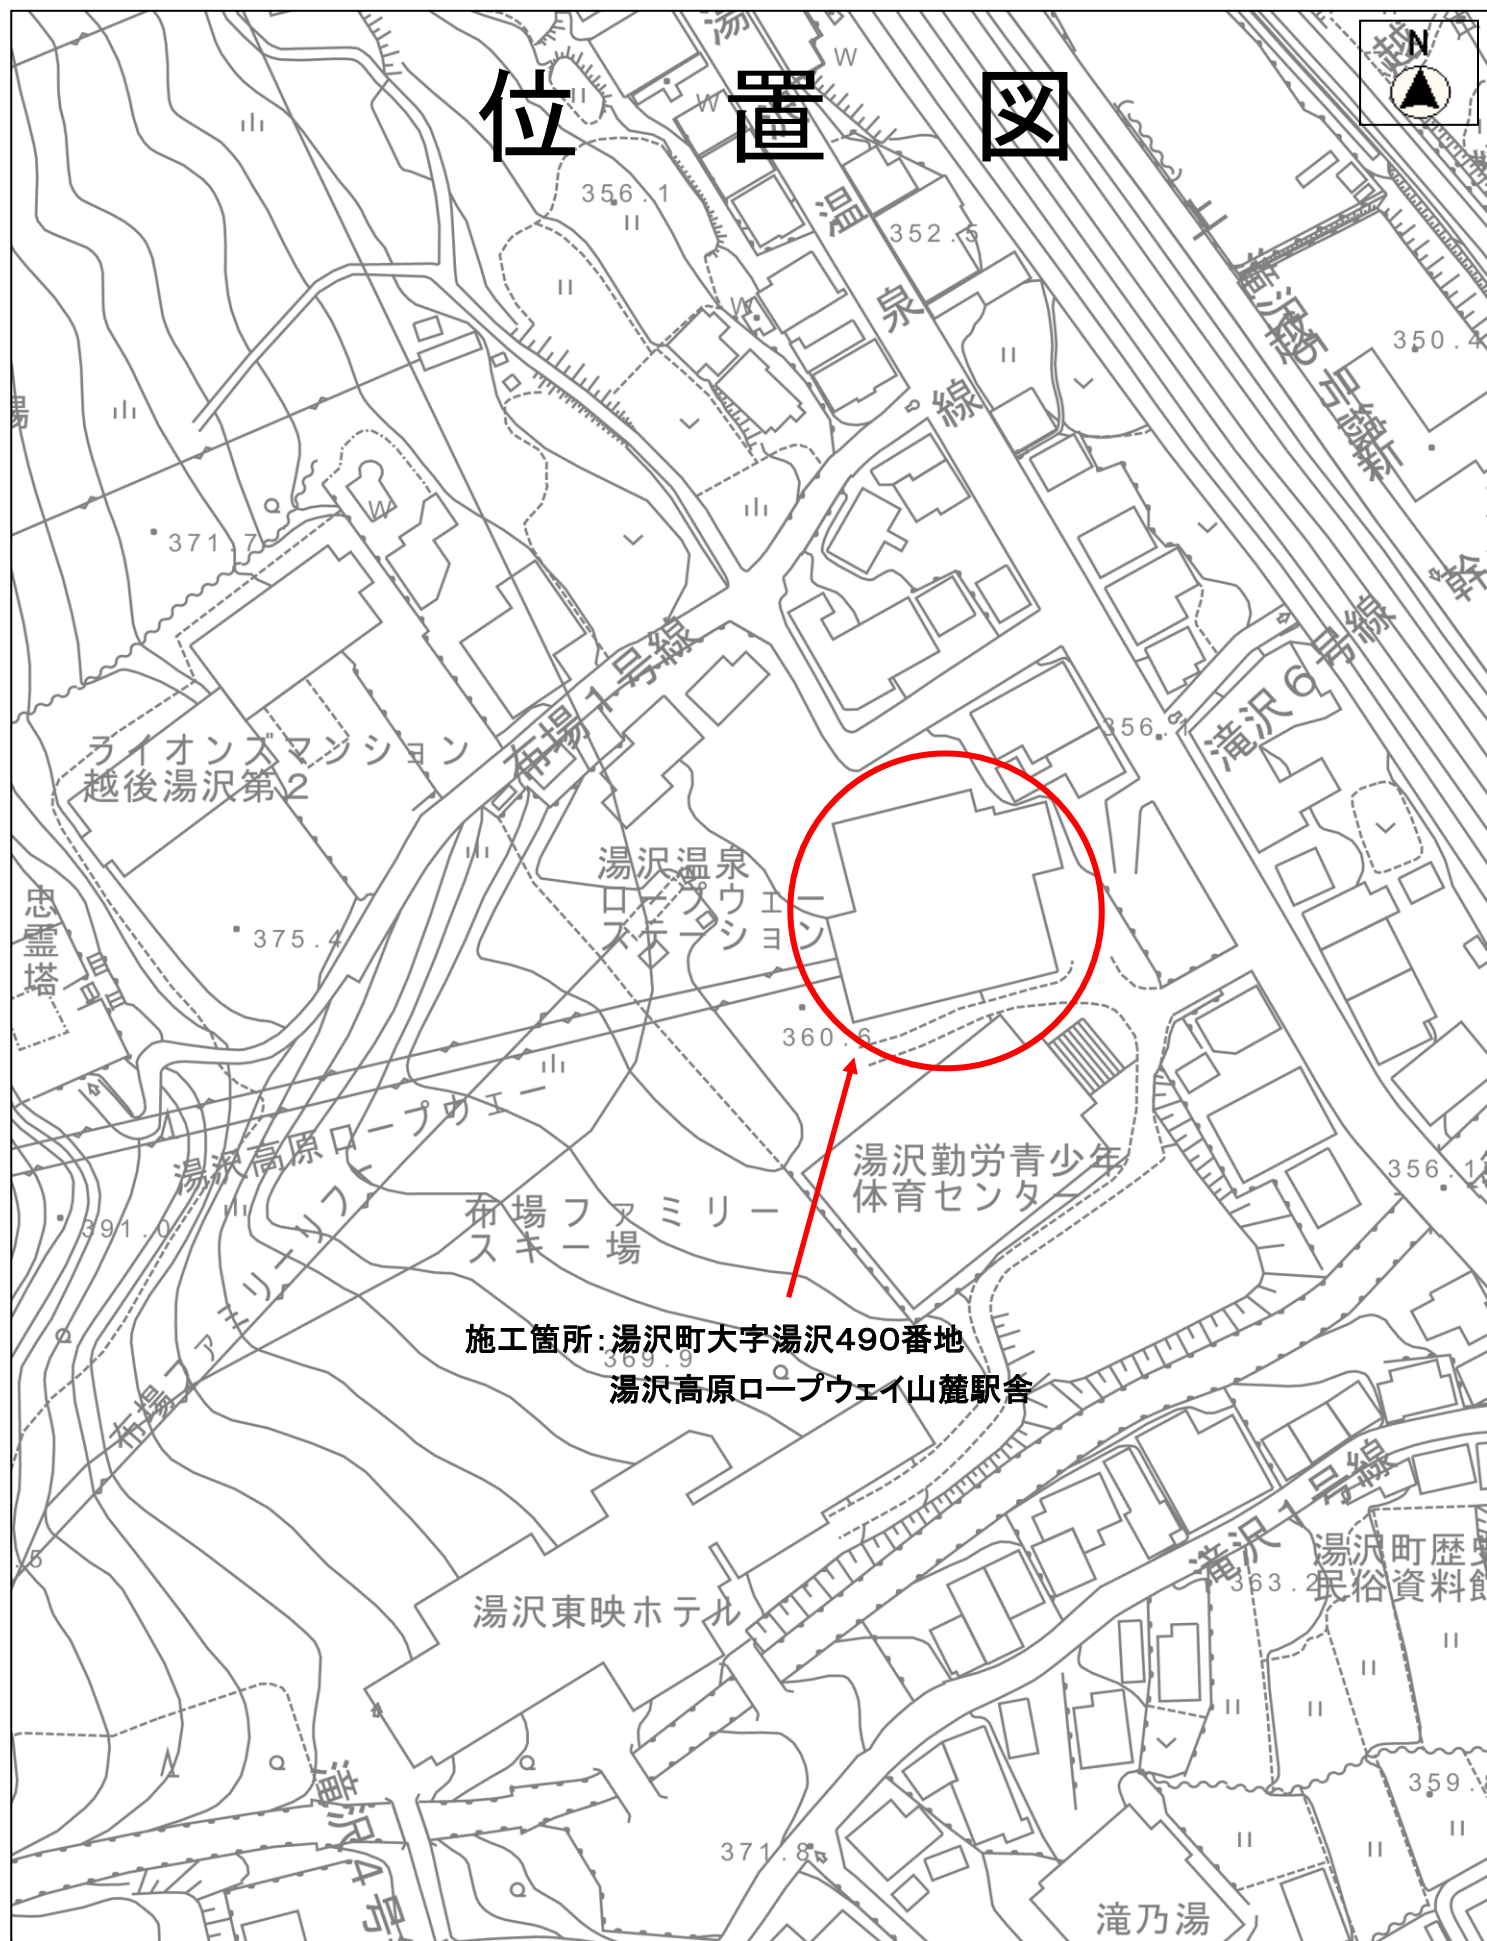 位置図
N
湯
W
W
356.1
温
352.5
泉
W
350.4
線
場
W
371.7
幹
布場1号線
滝沢6号線
356.1
ライオンズマンション
越後湯沢第2
湯沢温泉
ロープウェー
ステーション
忠霊塔
375.4
360.6
湯沢高原ロープウェー
湯沢勤労青少年
体育センター
356.1
391.0
布場ファミリー
スキー場
布場ファミリーリフト
施工箇所:湯沢町大字湯沢490番地
369.9
湯沢高原ロープウェイ山麓駅舎
滝沢1号線
.5
湯沢町歴史
民俗資料館
363.2
湯沢東映ホテル
359.8
滝沢4号
371.8
滝乃湯